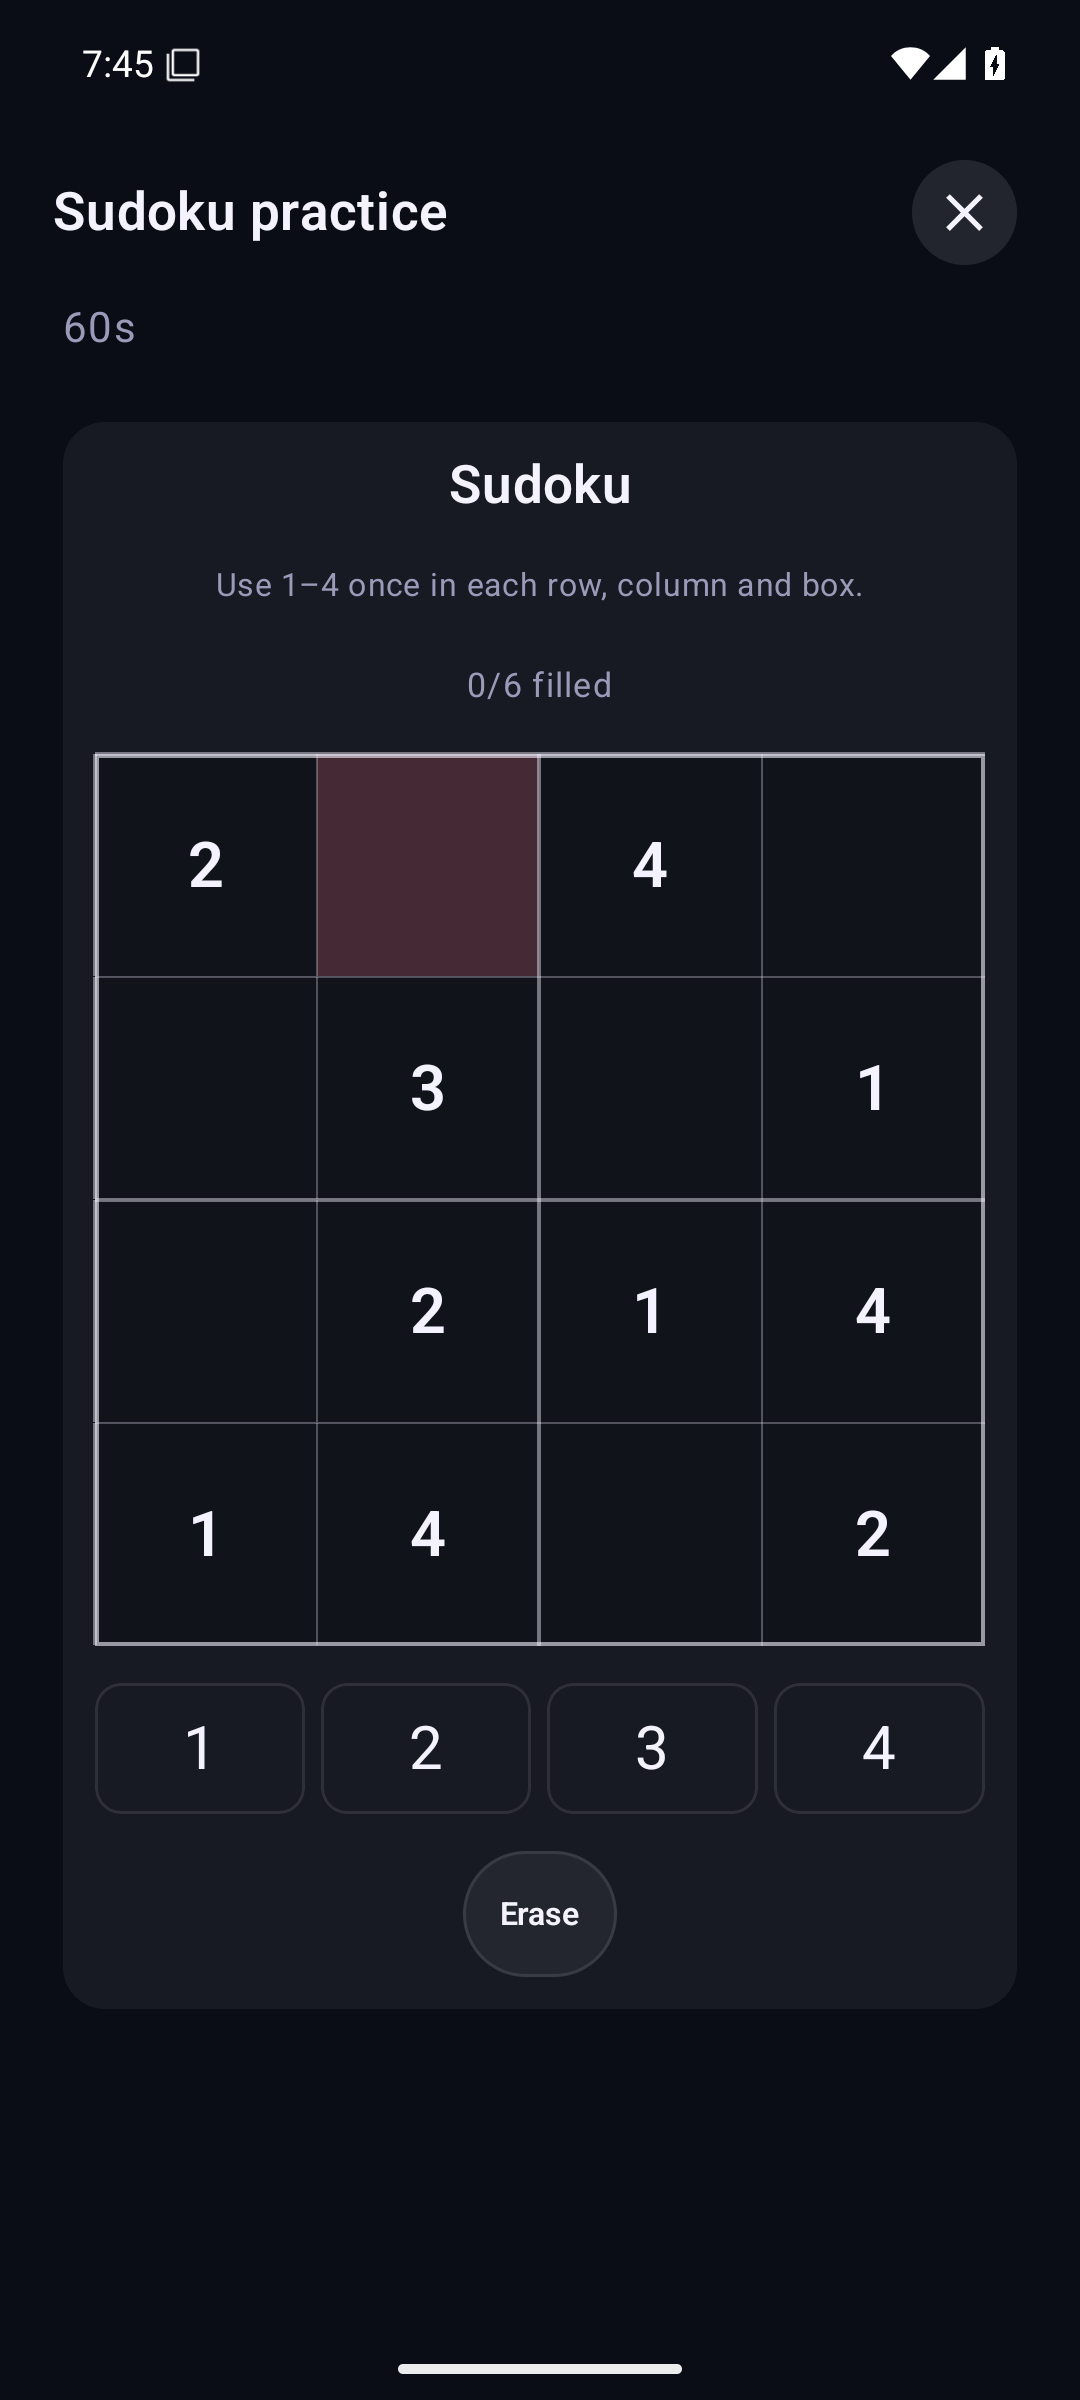 7:45
Sudoku practice
60s
Sudoku
Use 1–4 once in each row, column and box.
0/6 filled
2 4
3 1
2 1 4
1 4 2
1 2 3 4
Erase